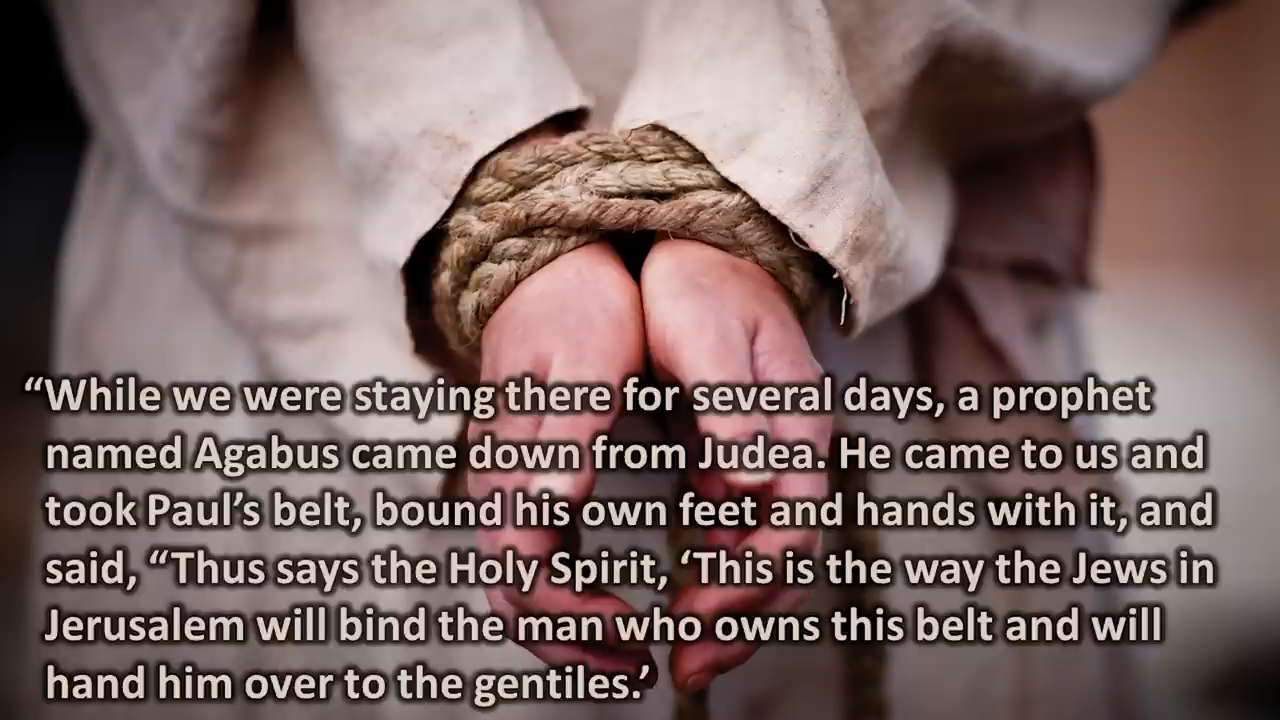 “While we were staying there for several days, a prophet
named Agabus came down from Judea. He came to us and
took Paul’s belt, bound his own feet and hands with it, and
said, “Thus says the Holy Spirit, ‘This is the way the Jews in
Jerusalem will bind the man who owns this belt and will
hand him over to the gentiles.’